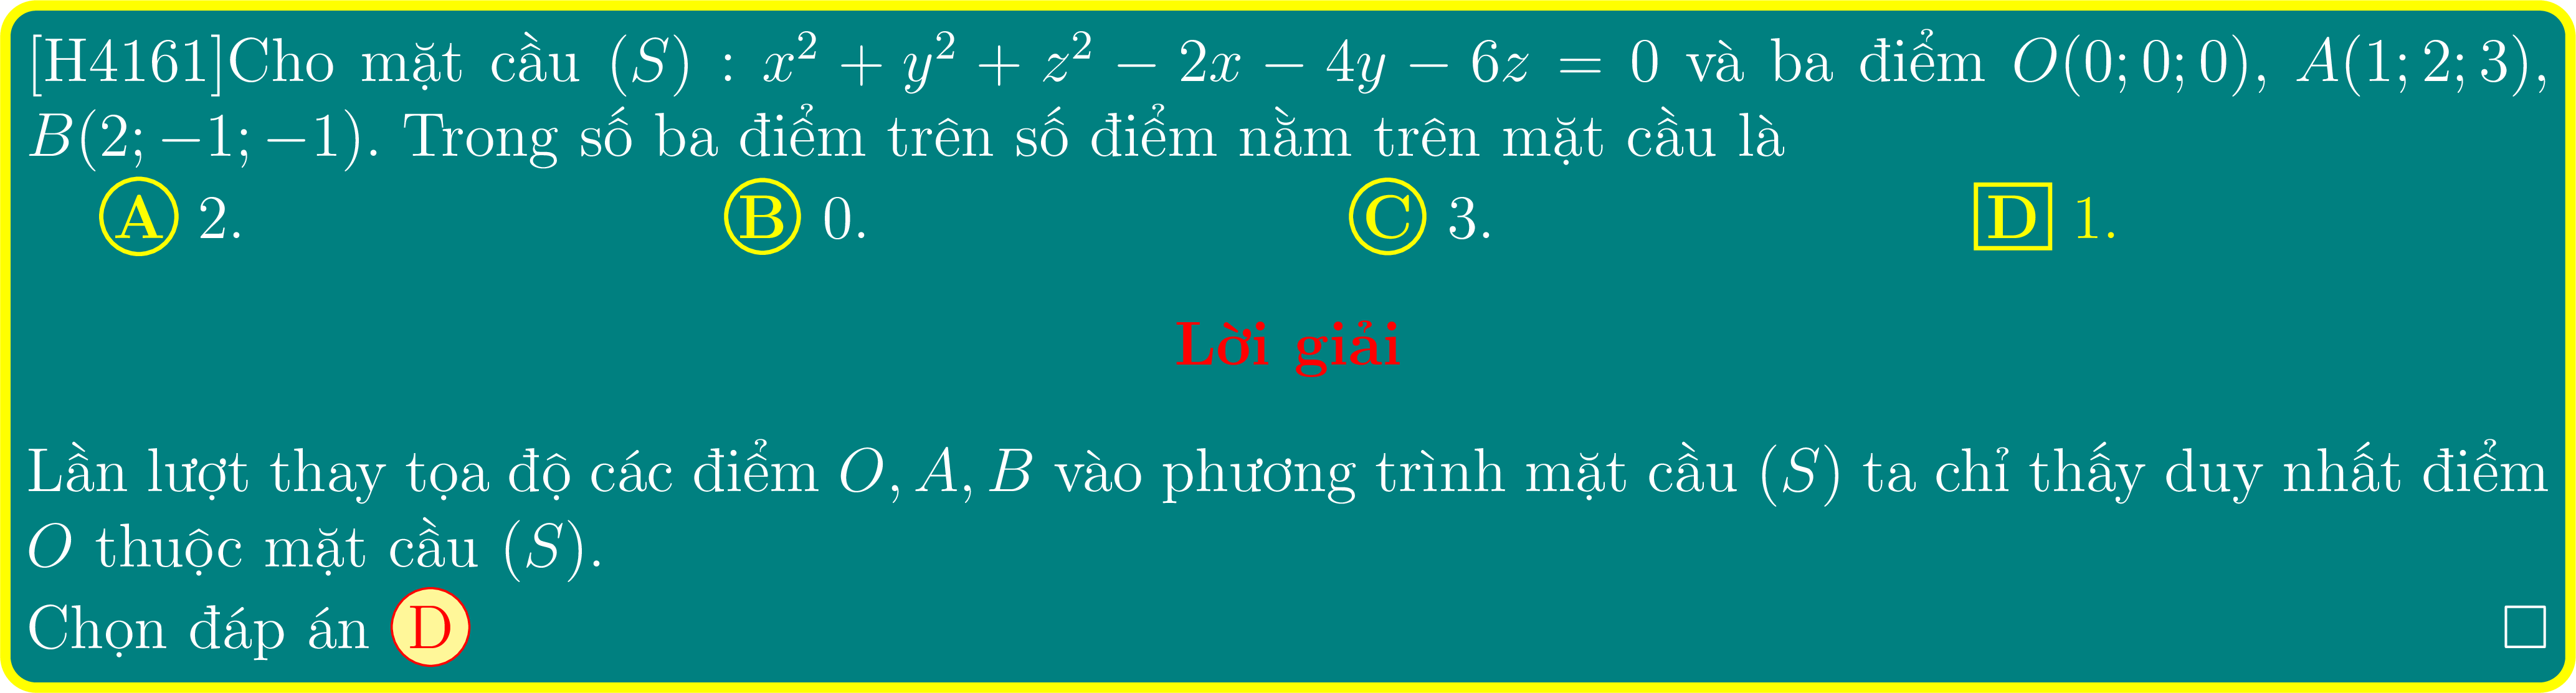 [H4161]Cho mặt cầu (S) : x² + y² + z² − 2x − 4y − 6z = 0 và ba điểm O(0; 0; 0), A(1; 2; 3),
B(2; −1; −1). Trong số ba điểm trên số điểm nằm trên mặt cầu là
A 2. B 0. C 3. D 1.
Lời giải
Lần lượt thay tọa độ các điểm O, A, B vào phương trình mặt cầu (S) ta chỉ thấy duy nhất điểm
O thuộc mặt cầu (S).
Chọn đáp án D □